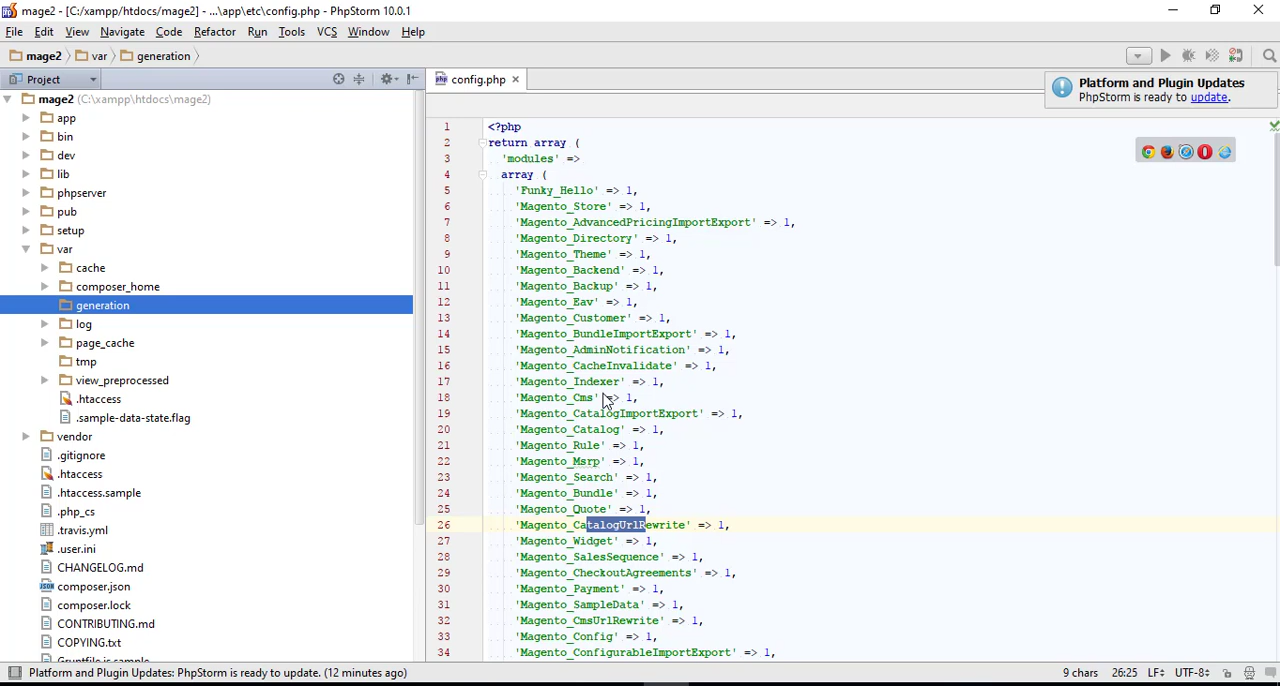 mage2 - [C:/xampp/htdocs/mage2] - ...\app\etc\config.php - PhpStorm 10.0.1
File Edit View Navigate Code Refactor Run Tools VCS Window Help
mage2 var generation
Project
config.php
Platform and Plugin Updates
PhpStorm is ready to update.
mage2 (C:\xampp\htdocs\mage2)
app
bin
dev
lib
phpserver
pub
setup
var
cache
composer_home
generation
log
page_cache
tmp
view_preprocessed
.htaccess
.sample-data-state.flag
vendor
.gitignore
.htaccess
.htaccess.sample
.php_cs
.travis.yml
.user.ini
CHANGELOG.md
composer.json
composer.lock
CONTRIBUTING.md
COPYING.txt
Gruntfile.js.sample
1 <?php
2 return array (
3 'modules' =>
4 array (
5 'Funky_Hello' => 1,
6 'Magento_Store' => 1,
7 'Magento_AdvancedPricingImportExport' => 1,
8 'Magento_Directory' => 1,
9 'Magento_Theme' => 1,
10 'Magento_Backend' => 1,
11 'Magento_Backup' => 1,
12 'Magento_Eav' => 1,
13 'Magento_Customer' => 1,
14 'Magento_BundleImportExport' => 1,
15 'Magento_AdminNotification' => 1,
16 'Magento_CacheInvalidate' => 1,
17 'Magento_Indexer' => 1,
18 'Magento_Cms' => 1,
19 'Magento_CatalogImportExport' => 1,
20 'Magento_Catalog' => 1,
21 'Magento_Rule' => 1,
22 'Magento_Msrp' => 1,
23 'Magento_Search' => 1,
24 'Magento_Bundle' => 1,
25 'Magento_Quote' => 1,
26 'Magento_CatalogUrlRewrite' => 1,
27 'Magento_Widget' => 1,
28 'Magento_SalesSequence' => 1,
29 'Magento_CheckoutAgreements' => 1,
30 'Magento_Payment' => 1,
31 'Magento_SampleData' => 1,
32 'Magento_CmsUrlRewrite' => 1,
33 'Magento_Config' => 1,
34 'Magento_ConfigurableImportExport' => 1,
Platform and Plugin Updates: PhpStorm is ready to update. (12 minutes ago) 9 chars 26:25 LF UTF-8